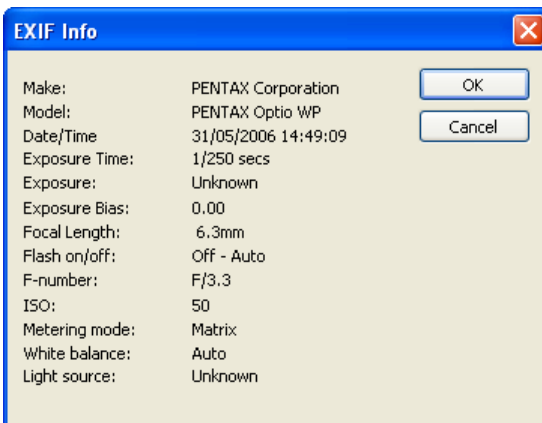 EXIF Info
Make: PENTAX Corporation
OK
Model: PENTAX Optio WP
Date/Time 31/05/2006 14:49:09
Cancel
Exposure Time: 1/250 secs
Exposure: Unknown
Exposure Bias: 0.00
Focal Length: 6.3mm
Flash on/off: Off - Auto
F-number: F/3.3
ISO: 50
Metering mode: Matrix
White balance: Auto
Light source: Unknown